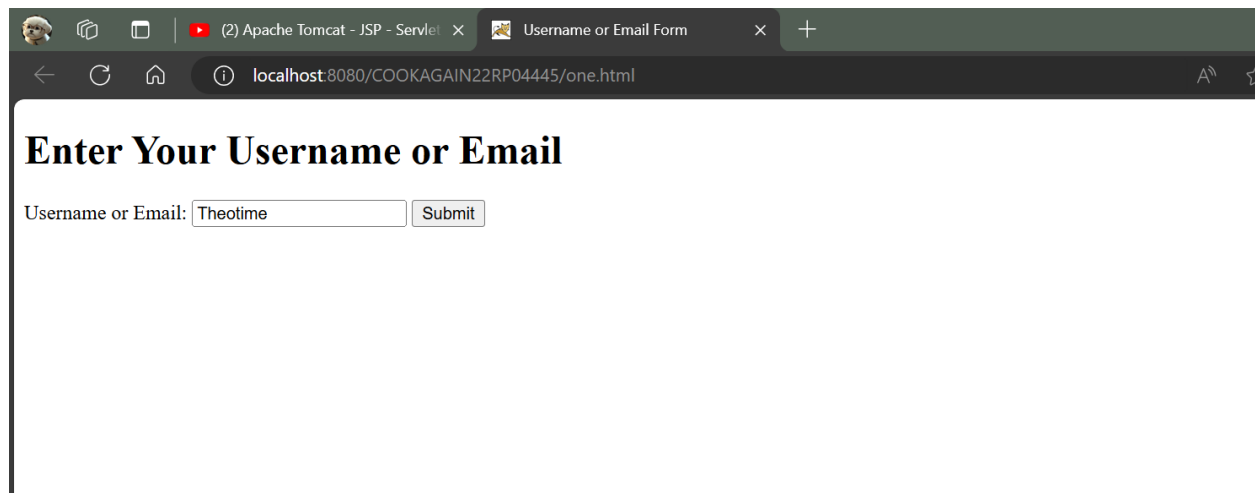 (2) Apache Tomcat - JSP - Servlet
Username or Email Form
localhost:8080/COOKAGAIN22RP04445/one.html
Enter Your Username or Email
Username or Email: Theotime Submit